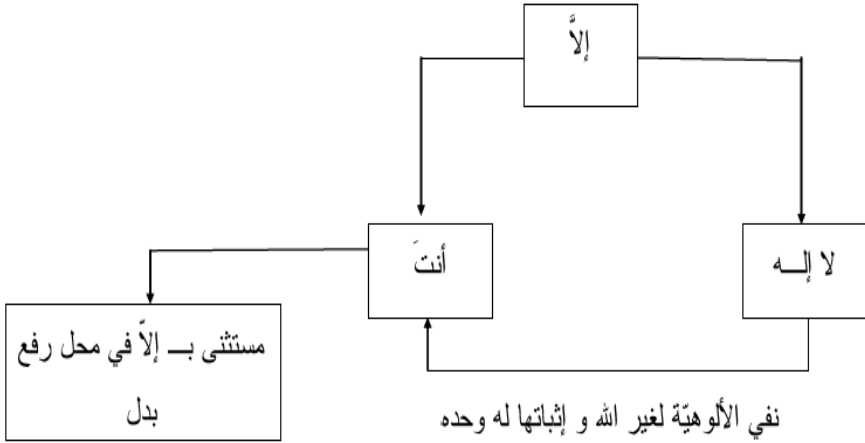 إلاَّ
لا إلـــه
أنتَ
مستثنى بـــ إلاّ في محل رفع
بدل
نفي الألوهيّة لغير الله و إثباتها له وحده